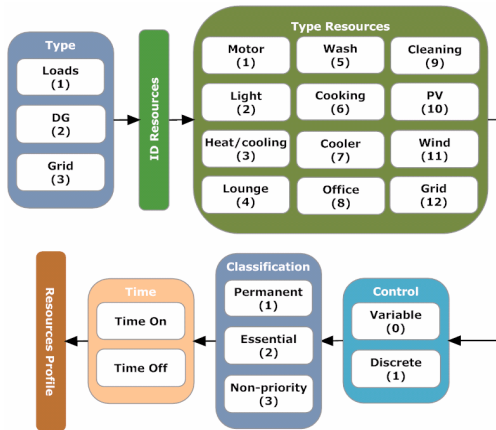 Type
Loads
(1)
DG
(2)
Grid
(3)
ID Resources
Type Resources
Motor
(1)
Wash
(5)
Cleaning
(9)
Light
(2)
Cooking
(6)
PV
(10)
Heat/cooling
(3)
Cooler
(7)
Wind
(11)
Lounge
(4)
Office
(8)
Grid
(12)
Resources Profile
Time
Time On
Time Off
Classification
Permanent
(1)
Essential
(2)
Non-priority
(3)
Control
Variable
(0)
Discrete
(1)